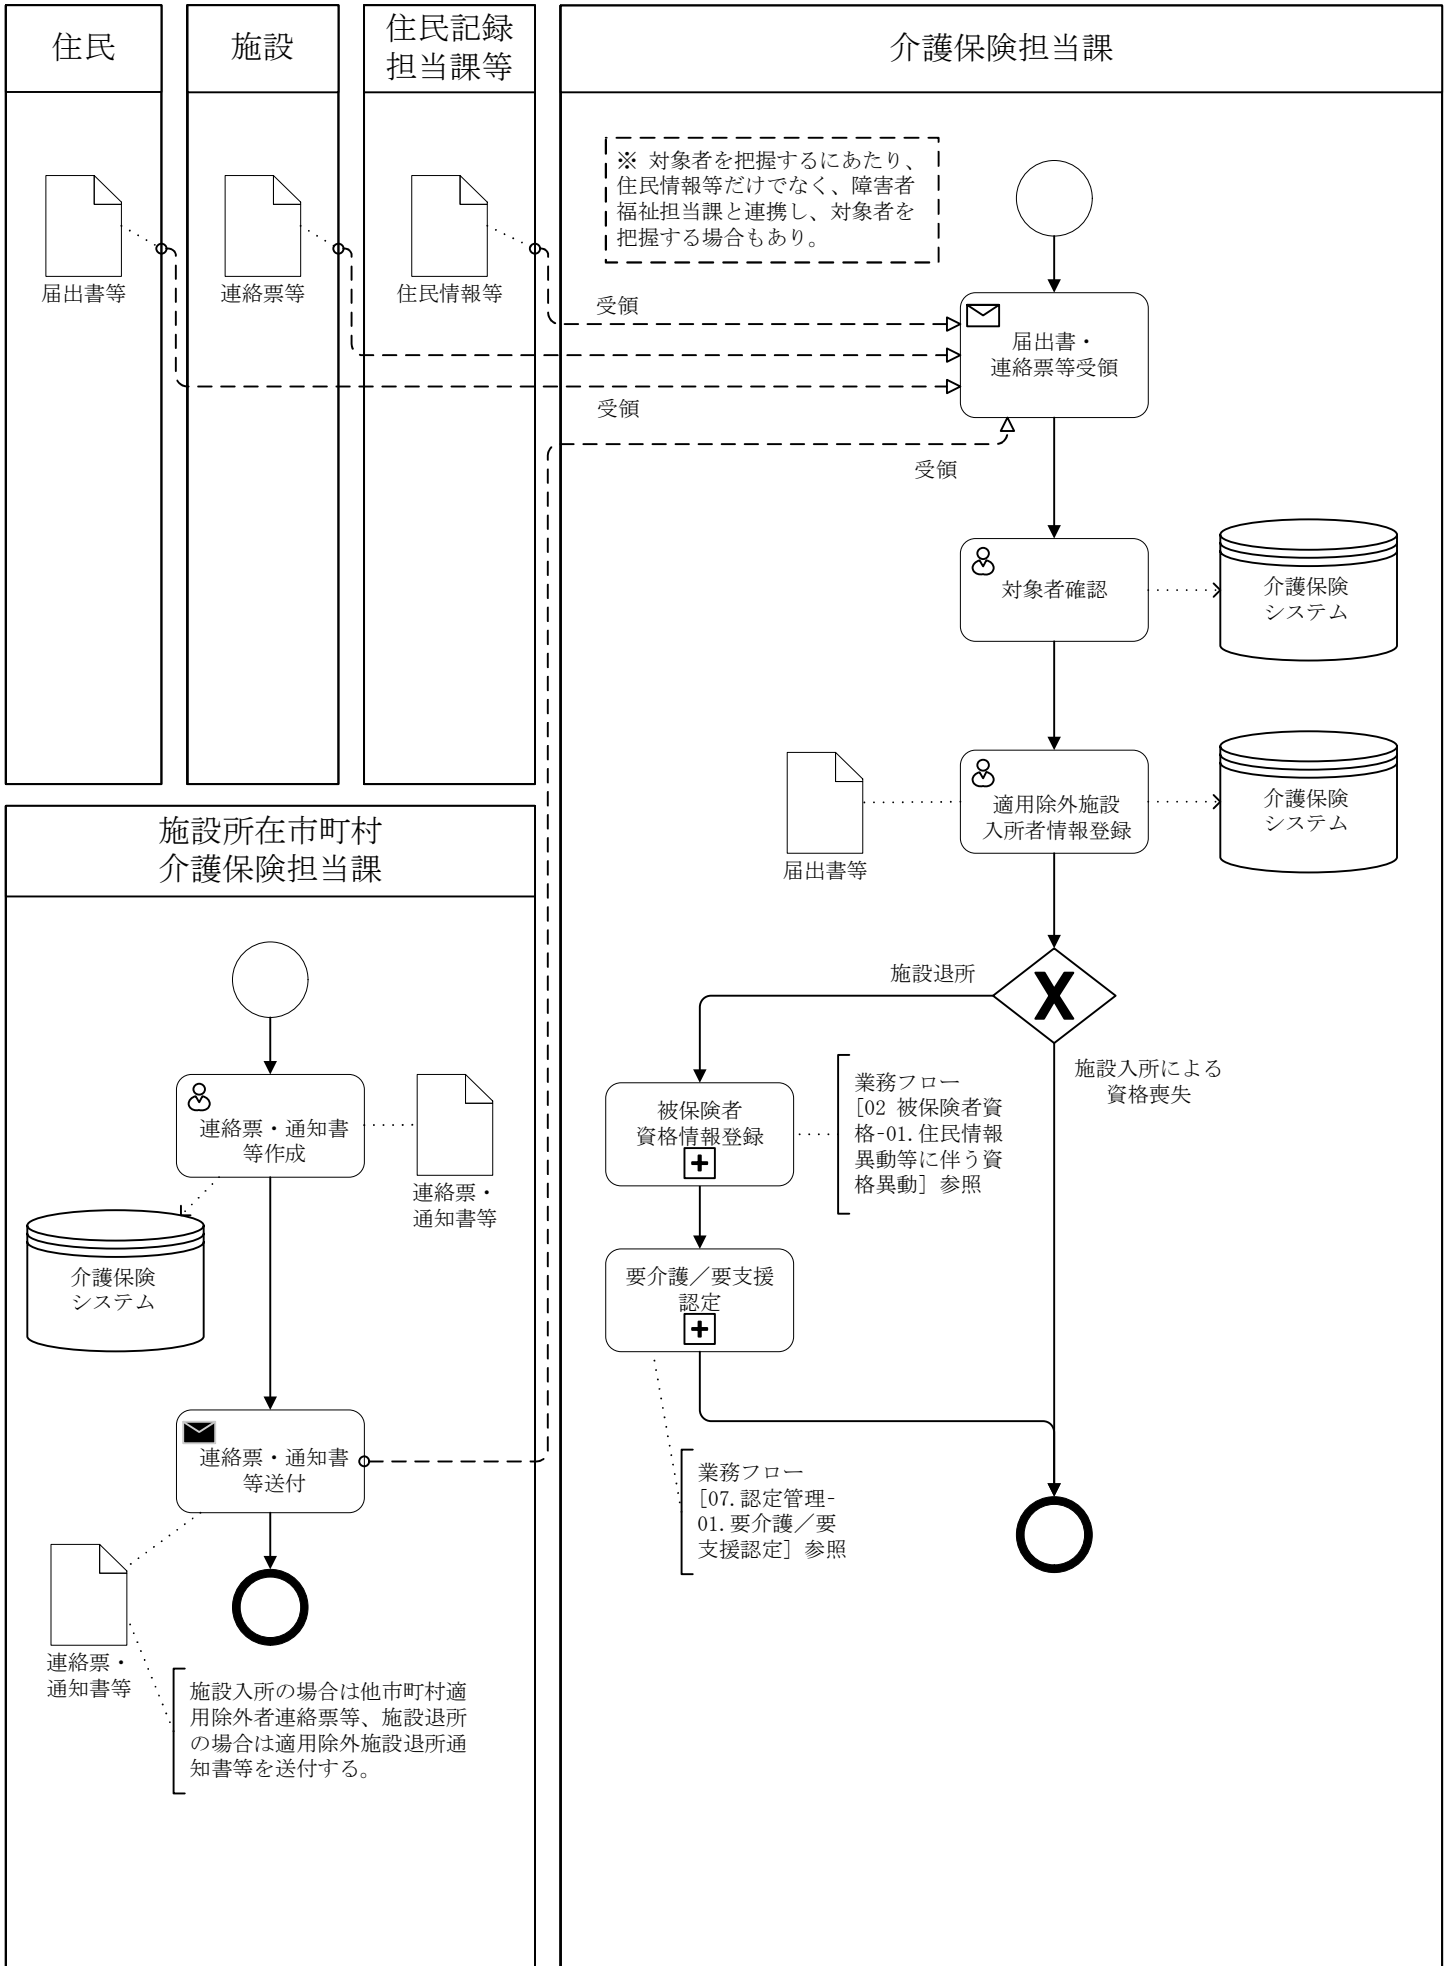 住民
施設
住民記録
担当課等
介護保険担当課
※ 対象者を把握するにあたり、
住民情報等だけでなく、障害者
福祉担当課と連携し、対象者を
把握する場合もあり。
届出書等
連絡票等
住民情報等
受領
届出書・
連絡票等受領
受領
受領
対象者確認
介護保険
システム
適用除外施設
入所者情報登録
介護保険
システム
届出書等
施設退所
施設入所による
資格喪失
被保険者
資格情報登録
業務フロー
[02 被保険者資
格-01.住民情報
異動等に伴う資
格異動］参照
要介護／要支援
認定
業務フロー
[07.認定管理-
01.要介護／要
支援認定］参照
施設所在市町村
介護保険担当課
連絡票・通知書
等作成
連絡票・
通知書等
介護保険
システム
連絡票・通知書
等送付
連絡票・
通知書等
施設入所の場合は他市町村適
用除外者連絡票等、施設退所
の場合は適用除外施設退所通
知書等を送付する。